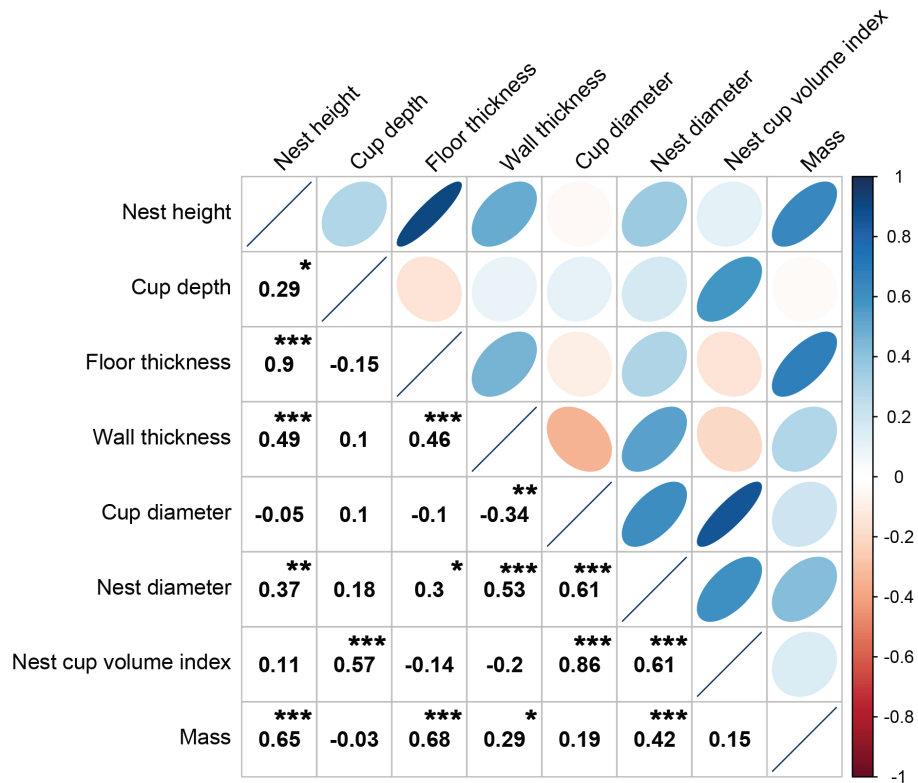 Nest height
Cup depth
Floor thickness
Wall thickness
Cup diameter
Nest diameter
Nest cup volume index
Mass
Nest height
Cup depth
*
0.29
Floor thickness
***
0.9 -0.15
Wall thickness
*** ***
0.49 0.1 0.46
Cup diameter
**
-0.05 0.1 -0.1 -0.34
Nest diameter
** * *** ***
0.37 0.18 0.3 0.53 0.61
Nest cup volume index
*** *** ***
0.11 0.57 -0.14 -0.2 0.86 0.61
Mass
*** *** * ***
0.65 -0.03 0.68 0.29 0.19 0.42 0.15
1
0.8
0.6
0.4
0.2
0
-0.2
-0.4
-0.6
-0.8
-1